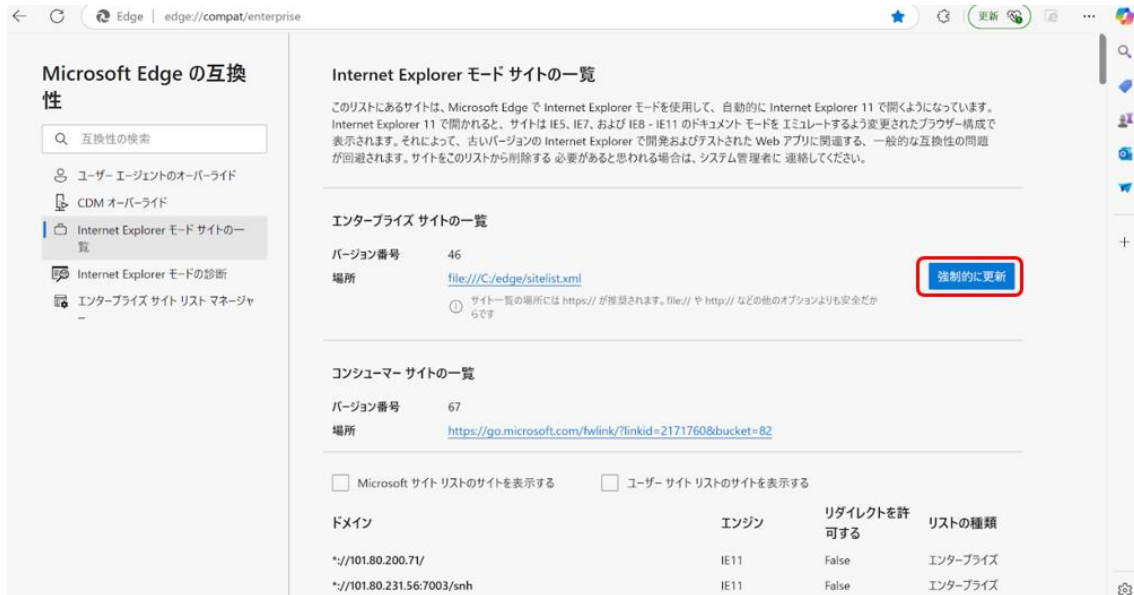 Edge
edge://compat/enterprise
更新
Microsoft Edge の互換
性
互換性の検索
ユーザー エージェントのオーバーライド
CDM オーバーライド
Internet Explorer モード サイトの一
覧
Internet Explorer モードの診断
エンタープライズ サイト リスト マネージャ
ー
Internet Explorer モード サイトの一覧
このリストにあるサイトは、Microsoft Edge で Internet Explorer モードを使用して、自動的に Internet Explorer 11 で開くようになっています。
Internet Explorer 11 で開かれると、サイトは IE5、IE7、および IE8 - IE11 のドキュメント モードを エミュレートするよう変更されたブラウザー構成で
表示されます。それによって、古いバージョンの Internet Explorer で開発およびテストされた Web アプリに関連する、一般的な互換性の問題
が回避されます。サイトをこのリストから削除する 必要があると思われる場合は、システム管理者に 連絡してください。
エンタープライズ サイトの一覧
バージョン番号 46
場所 file:///C:/edge/sitelist.xml
強制的に更新
サイト一覧の場所には https:// が推奨されます。file:// や http:// などの他のオプションよりも安全だか
らです
コンシューマー サイトの一覧
バージョン番号 67
場所 https://go.microsoft.com/fwlink/?linkid=2171760&bucket=82
Microsoft サイト リストのサイトを表示する ユーザー サイト リストのサイトを表示する
ドメイン エンジン リダイレクトを許
可する リストの種類
*://101.80.200.71/ IE11 False エンタープライズ
*://101.80.231.56:7003/snh IE11 False エンタープライズ